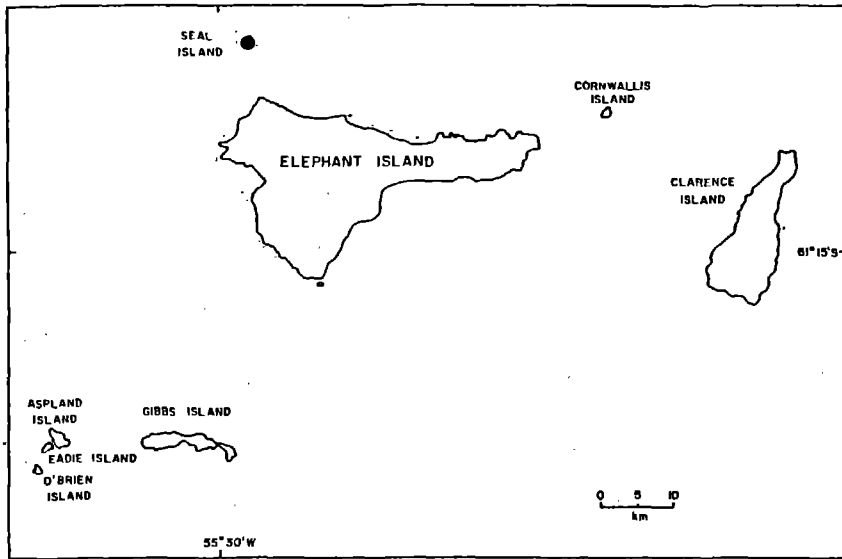 SEAL
ISLAND
CORNWALLIS
ISLAND
ELEPHANT ISLAND
CLARENCE
ISLAND
61°15'S
ASPLAND
ISLAND
GIBBS ISLAND
EADIE ISLAND
O'BRIEN
ISLAND
0 5 10
km
55°30'W